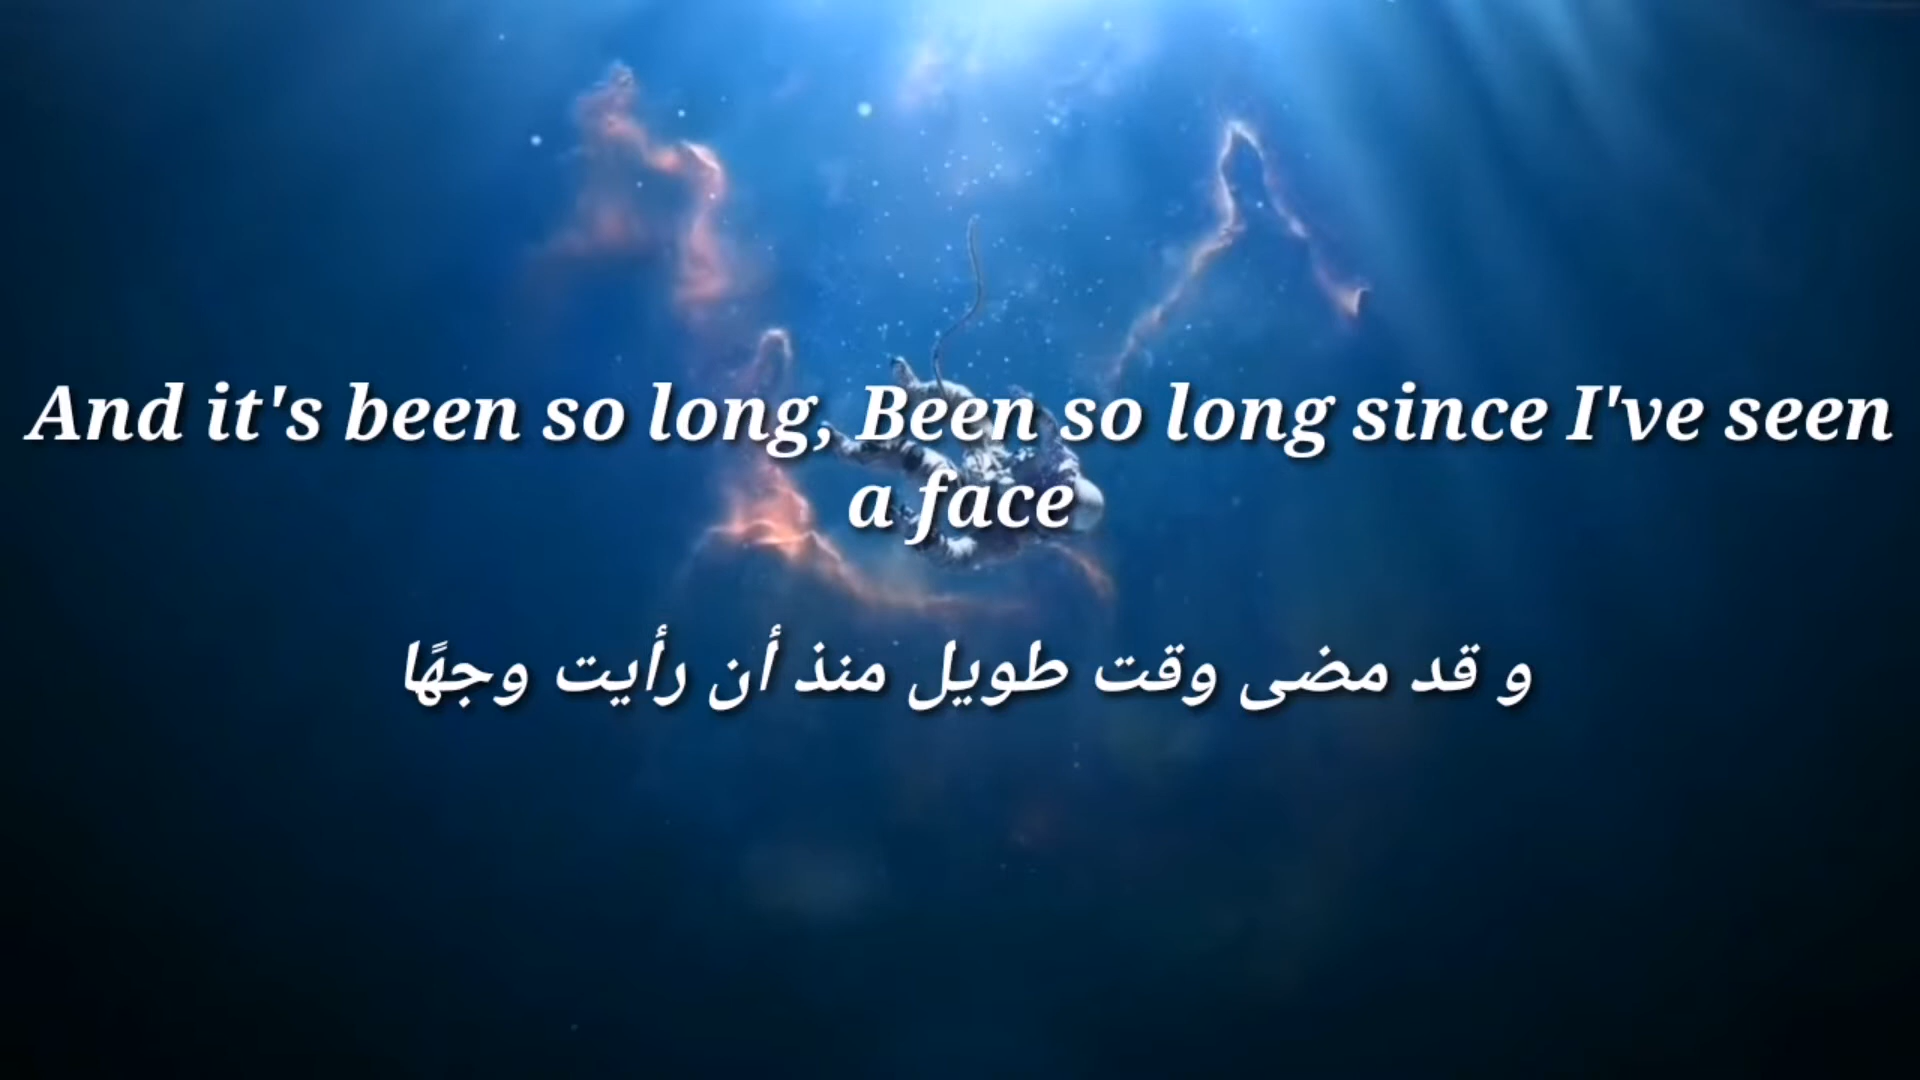 And it's been so long, Been so long since I've seen
a face
و قد مضى وقت طويل منذ أن رأيت وجهًا